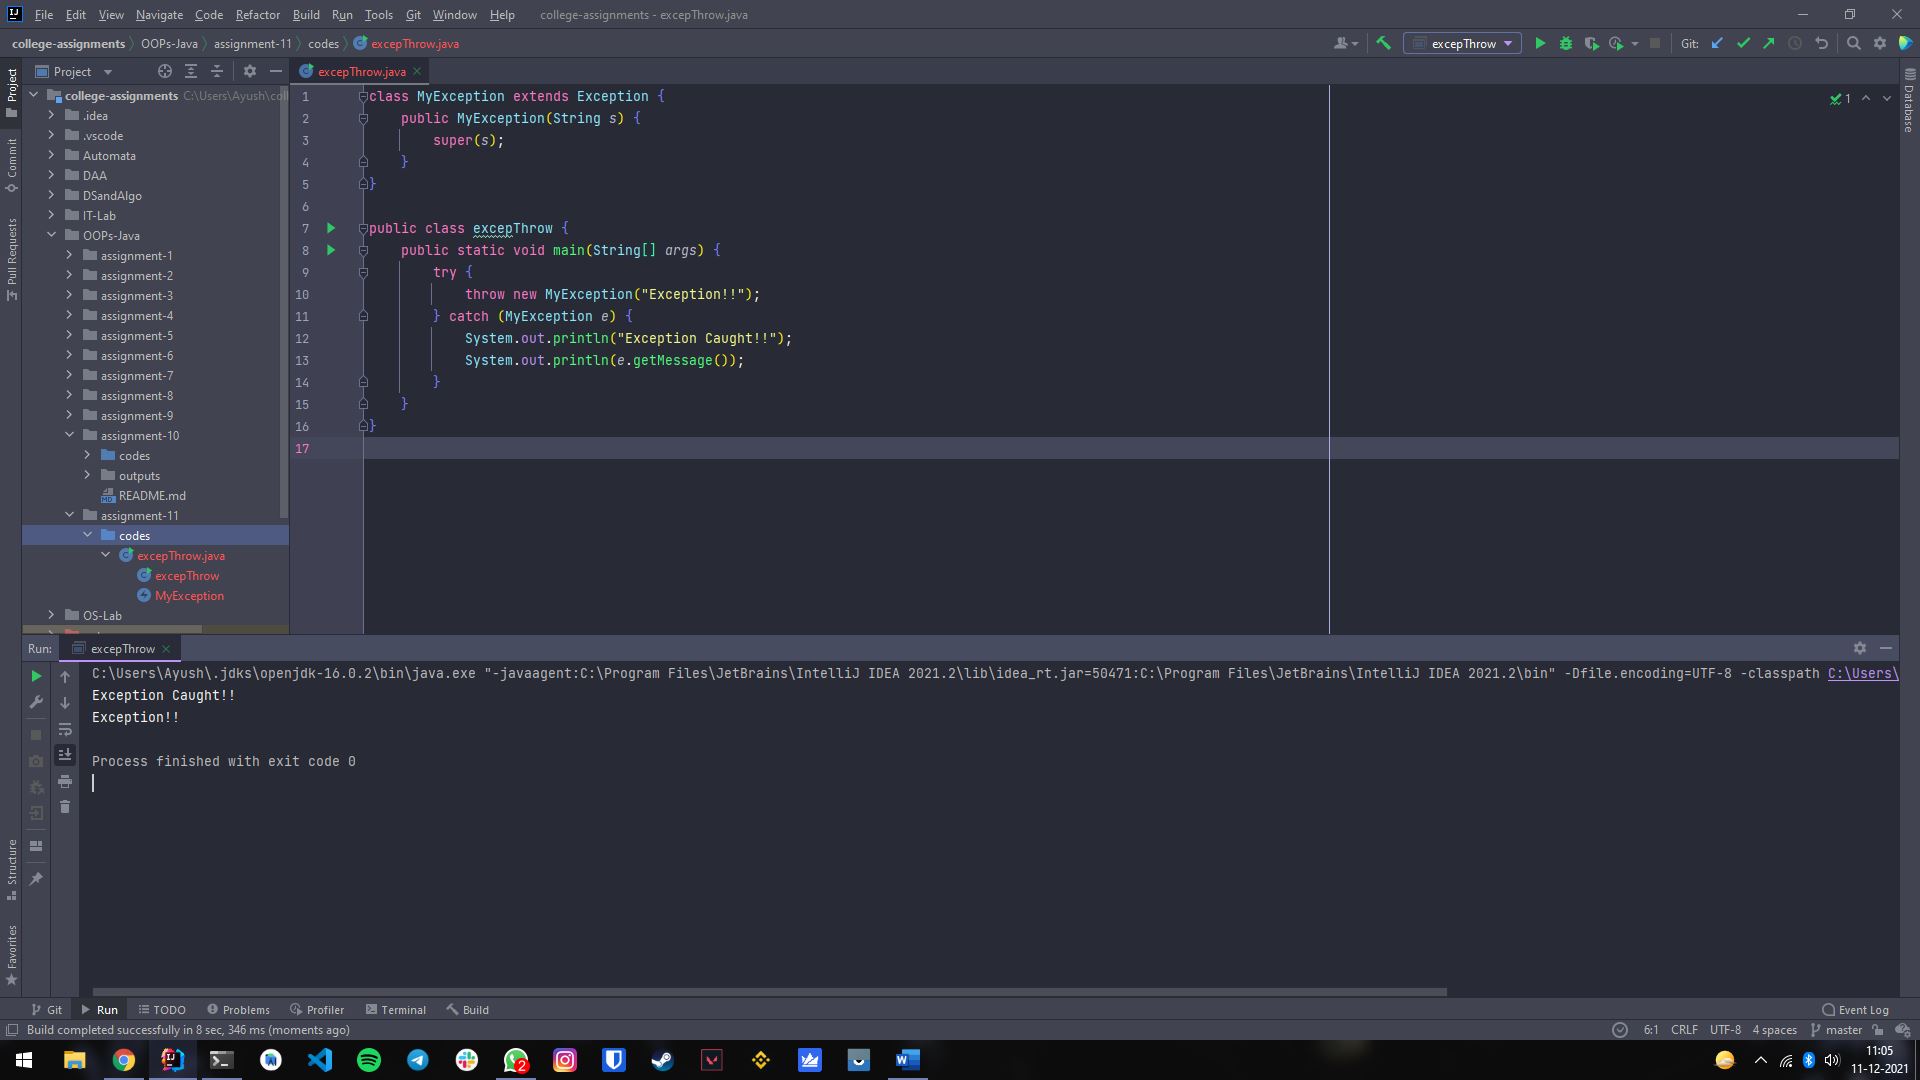 File Edit View Navigate Code Refactor Build Run Tools Git Window Help college-assignments - excepThrow.java
college-assignments OOPs-Java assignment-11 codes excepThrow.java
excepThrow
Git:
Project
excepThrow.java
Project
Commit
Pull Requests
Structure
Favorites
Database
college-assignments C:\Users\Ayush\coll
.idea
.vscode
Automata
DAA
DSandAlgo
IT-Lab
OOPs-Java
assignment-1
assignment-2
assignment-3
assignment-4
assignment-5
assignment-6
assignment-7
assignment-8
assignment-9
assignment-10
codes
outputs
README.md
assignment-11
codes
excepThrow.java
excepThrow
MyException
OS-Lab
1 class MyException extends Exception {
2 public MyException(String s) {
3 super(s);
4 }
5 }
6
7 public class excepThrow {
8 public static void main(String[] args) {
9 try {
10 throw new MyException("Exception!!");
11 } catch (MyException e) {
12 System.out.println("Exception Caught!!");
13 System.out.println(e.getMessage());
14 }
15 }
16 }
17
1
Run: excepThrow
C:\Users\Ayush\.jdks\openjdk-16.0.2\bin\java.exe "-javaagent:C:\Program Files\JetBrains\IntelliJ IDEA 2021.2\lib\idea_rt.jar=50471:C:\Program Files\JetBrains\IntelliJ IDEA 2021.2\bin" -Dfile.encoding=UTF-8 -classpath C:\Users\
Exception Caught!!
Exception!!
Process finished with exit code 0
Git Run TODO Problems Profiler Terminal Build Event Log
Build completed successfully in 8 sec, 346 ms (moments ago) 6:1 CRLF UTF-8 4 spaces master
2
11:05
11-12-2021